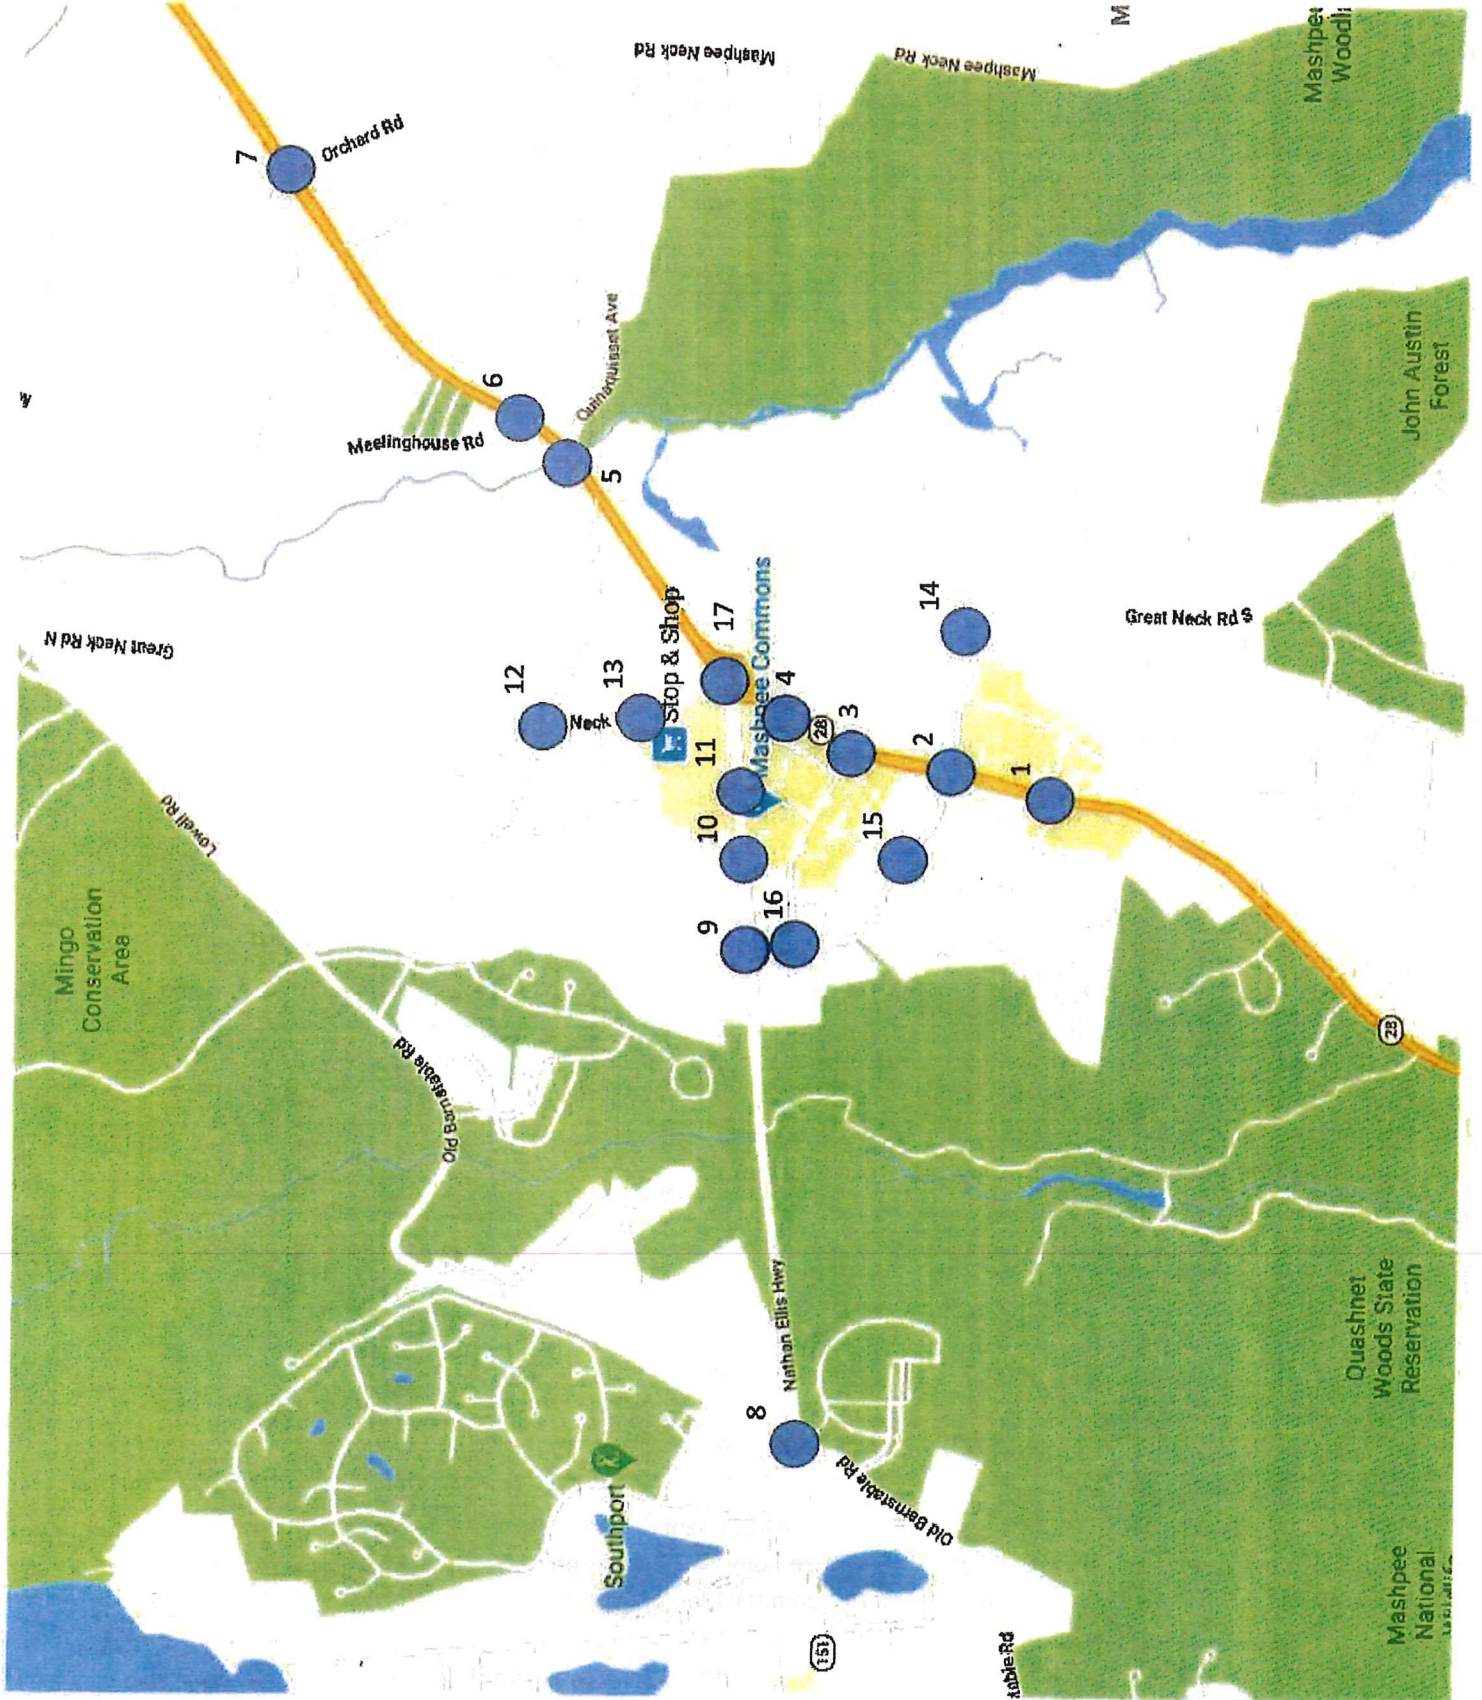 Great Neck Rd N
Mingo
Conservation
Area
Lowell Rd
7
Orchard Rd
Meetinghouse Rd
Old Barnstable Rd
6
12
Neck
5
Quinaquisset Ave
Southport
13
Stop & Shop
Mashpee Neck Rd
9
10
11
17
Mashpee Commons
8
Nathan Ellis Hwy
16
4
151
28
3
15
Old Barnstable Rd
2
14
Mashpee Neck Rd
1
M
Great Neck Rd S
Quashnet
Woods State
Reservation
28
John Austin
Forest
Mashpee
National
Mashpee